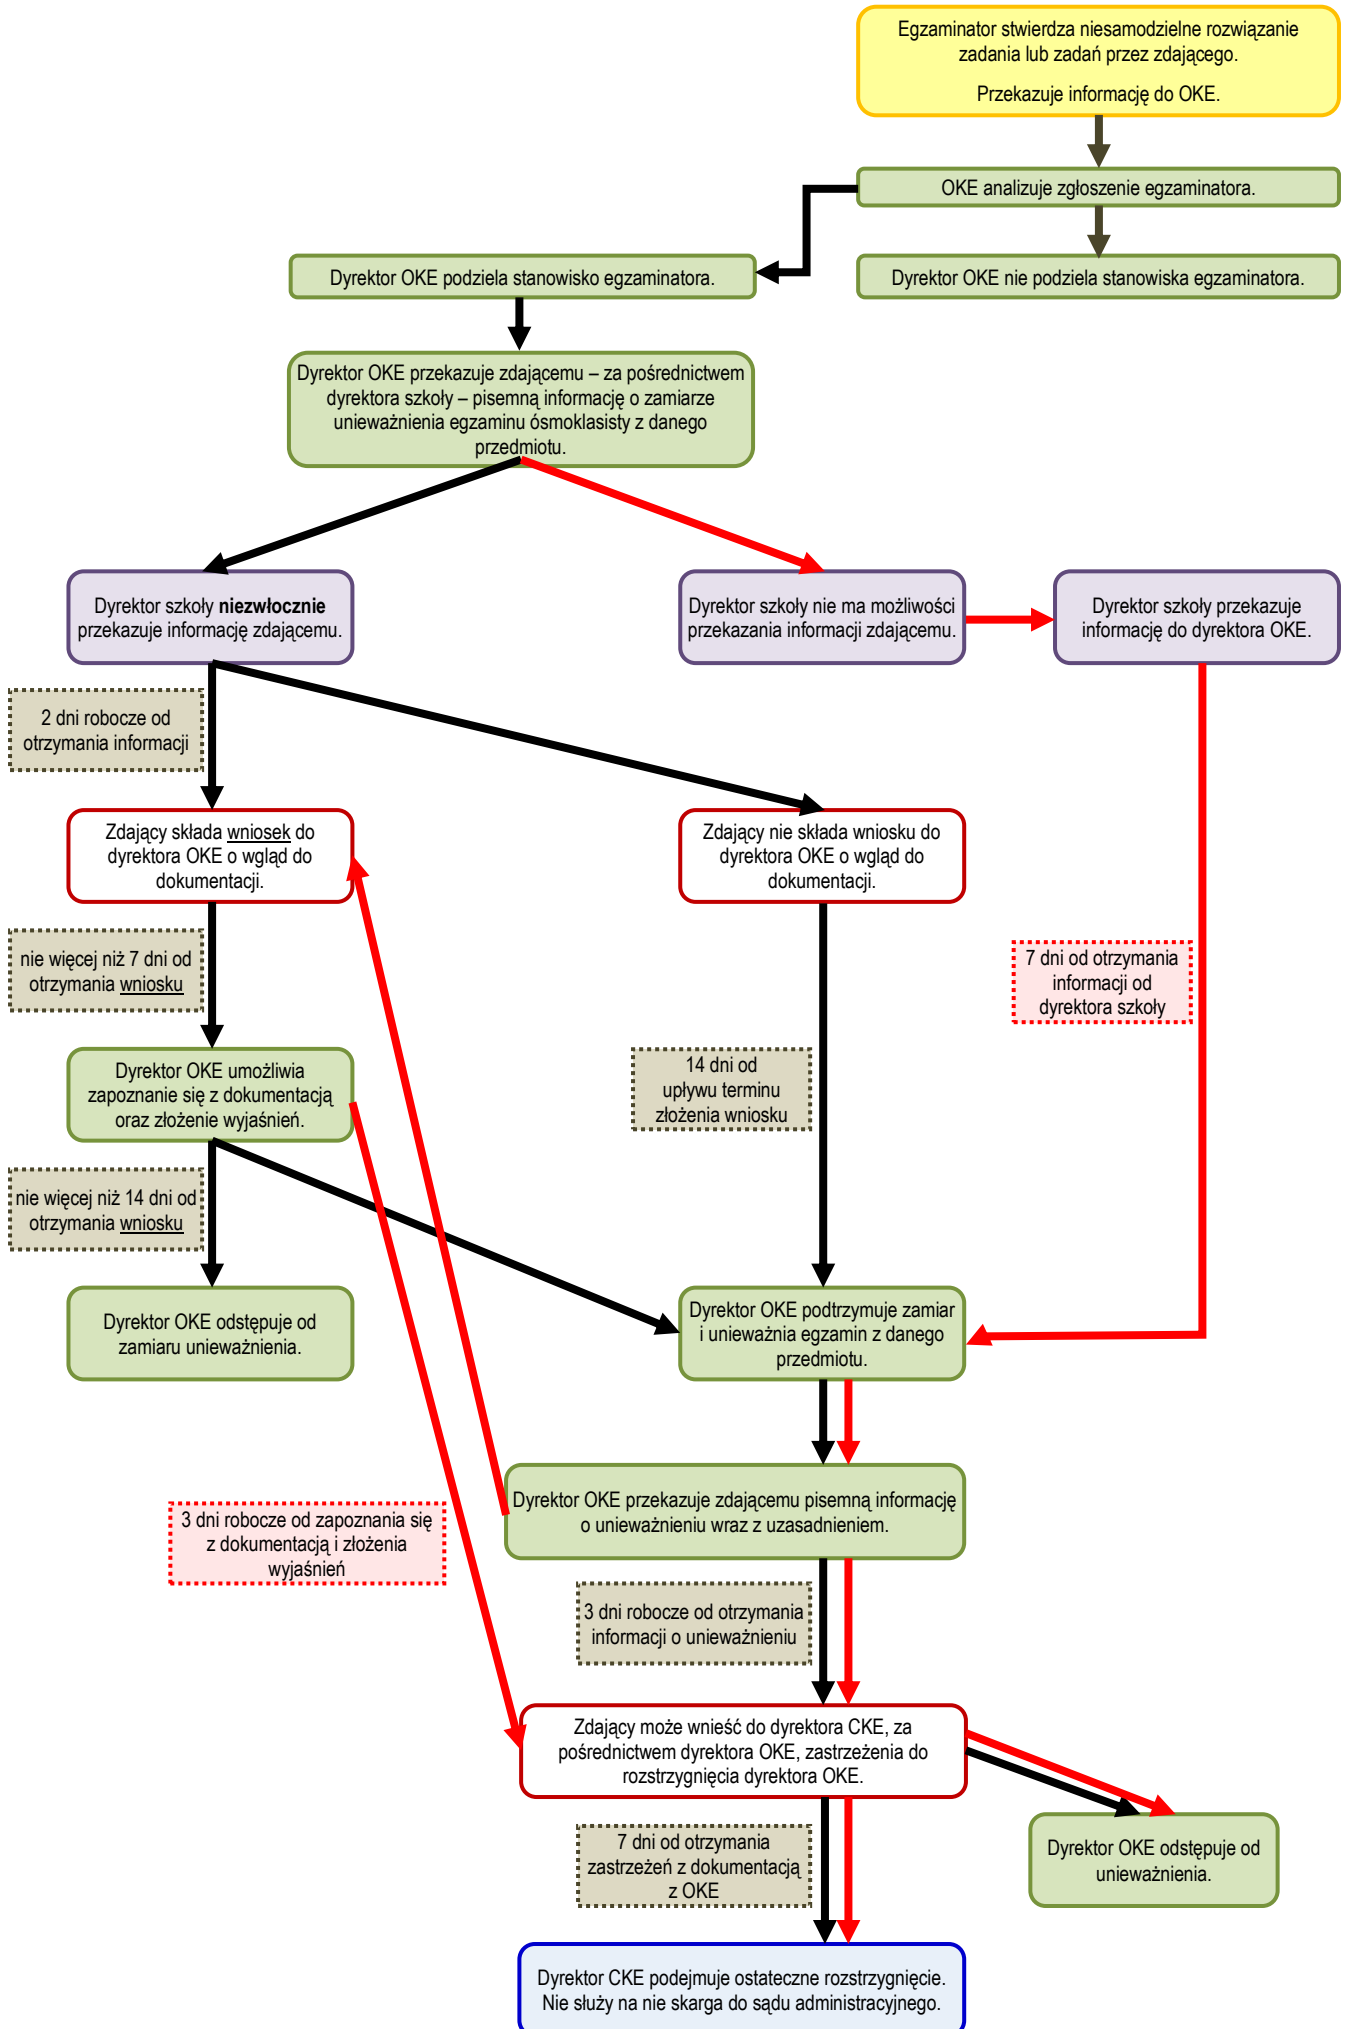 Egzaminator stwierdza niesamodzielne rozwiązanie
zadania lub zadań przez zdającego.
Przekazuje informację do OKE.
OKE analizuje zgłoszenie egzaminatora.
Dyrektor OKE podziela stanowisko egzaminatora.
Dyrektor OKE nie podziela stanowiska egzaminatora.
Dyrektor OKE przekazuje zdającemu – za pośrednictwem
dyrektora szkoły – pisemną informację o zamiarze
unieważnienia egzaminu ósmoklasisty z danego
przedmiotu.
Dyrektor szkoły niezwłocznie
przekazuje informację zdającemu.
Dyrektor szkoły nie ma możliwości
przekazania informacji zdającemu.
Dyrektor szkoły przekazuje
informację do dyrektora OKE.
2 dni robocze od
otrzymania informacji
Zdający składa wniosek do
dyrektora OKE o wgląd do
dokumentacji.
Zdający nie składa wniosku do
dyrektora OKE o wgląd do
dokumentacji.
nie więcej niż 7 dni od
otrzymania wniosku
7 dni od otrzymania
informacji od
dyrektora szkoły
Dyrektor OKE umożliwia
zapoznanie się z dokumentacją
oraz złożenie wyjaśnień.
14 dni od
upływu terminu
złożenia wniosku
nie więcej niż 14 dni od
otrzymania wniosku
Dyrektor OKE odstępuje od
zamiaru unieważnienia.
Dyrektor OKE podtrzymuje zamiar
i unieważnia egzamin z danego
przedmiotu.
Dyrektor OKE przekazuje zdającemu pisemną informację
o unieważnieniu wraz z uzasadnieniem.
3 dni robocze od zapoznania się
z dokumentacją i złożenia
wyjaśnień
3 dni robocze od otrzymania
informacji o unieważnieniu
Zdający może wnieść do dyrektora CKE, za
pośrednictwem dyrektora OKE, zastrzeżenia do
rozstrzygnięcia dyrektora OKE.
7 dni od otrzymania
zastrzeżeń z dokumentacją
z OKE
Dyrektor OKE odstępuje od
unieważnienia.
Dyrektor CKE podejmuje ostateczne rozstrzygnięcie.
Nie służy na nie skarga do sądu administracyjnego.